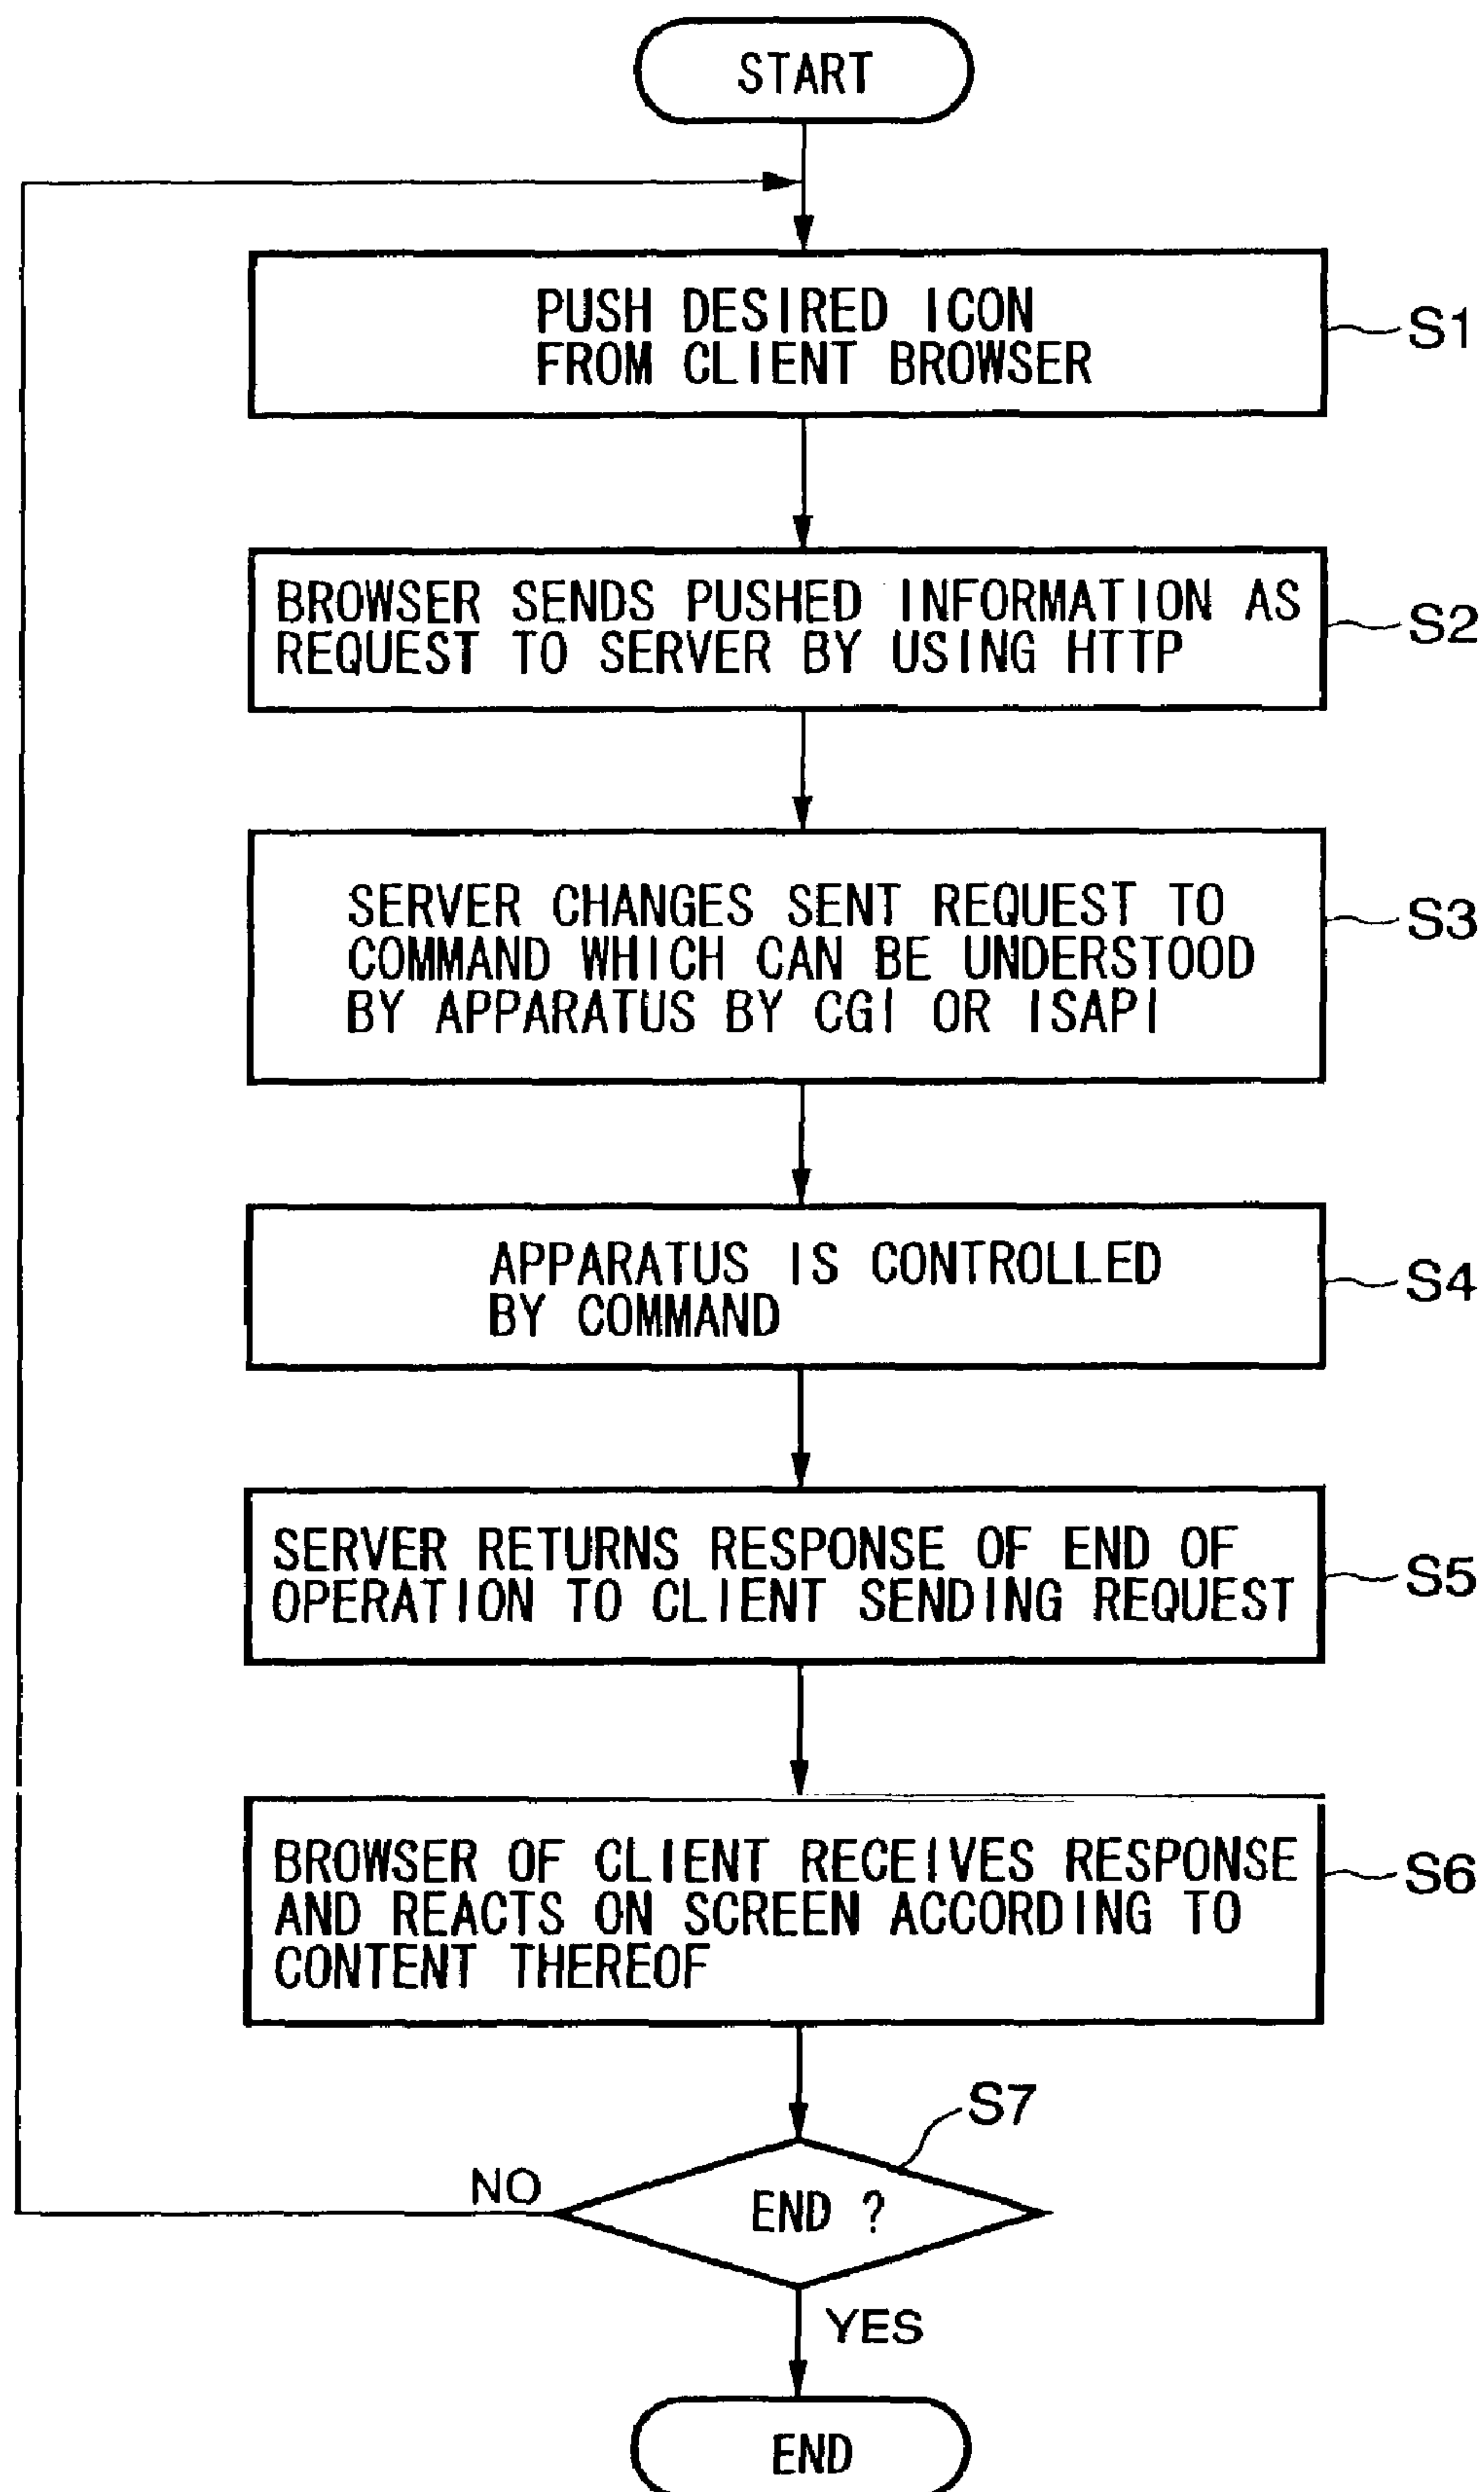 START
PUSH DESIRED ICON
FROM CLIENT BROWSER
S1
BROWSER SENDS PUSHED INFORMATION AS
REQUEST TO SERVER BY USING HTTP
S2
SERVER CHANGES SENT REQUEST TO
COMMAND WHICH CAN BE UNDERSTOOD
BY APPARATUS BY CGI OR ISAPI
S3
APPARATUS IS CONTROLLED
BY COMMAND
S4
SERVER RETURNS RESPONSE OF END OF
OPERATION TO CLIENT SENDING REQUEST
S5
BROWSER OF CLIENT RECEIVES RESPONSE
AND REACTS ON SCREEN ACCORDING TO
CONTENT THEREOF
S6
S7
NO
END ?
YES
END